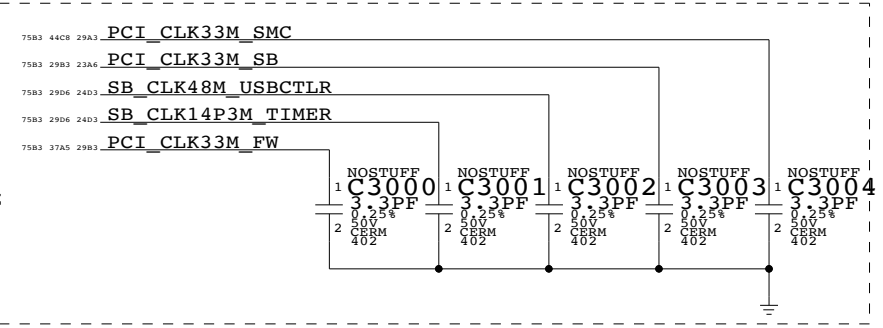 75B3 44C8 29A3 PCI_CLK33M_SMC
75B3 29B3 23A6 PCI_CLK33M_SB
75B3 29D6 24D3 SB_CLK48M_USBCTLR
75B3 29D6 24D3 SB_CLK14P3M_TIMER
75B3 37A5 29B3 PCI_CLK33M_FW
NOSTUFF NOSTUFF NOSTUFF NOSTUFF NOSTUFF
1 C3000 1 C3001 1 C3002 1 C3003 1 C3004
3.3PF 3.3PF 3.3PF 3.3PF 3.3PF
0.25% 0.25% 0.25% 0.25% 0.25%
2 50V 2 50V 2 50V 2 50V 2 50V
CERM CERM CERM CERM CERM
402 402 402 402 402